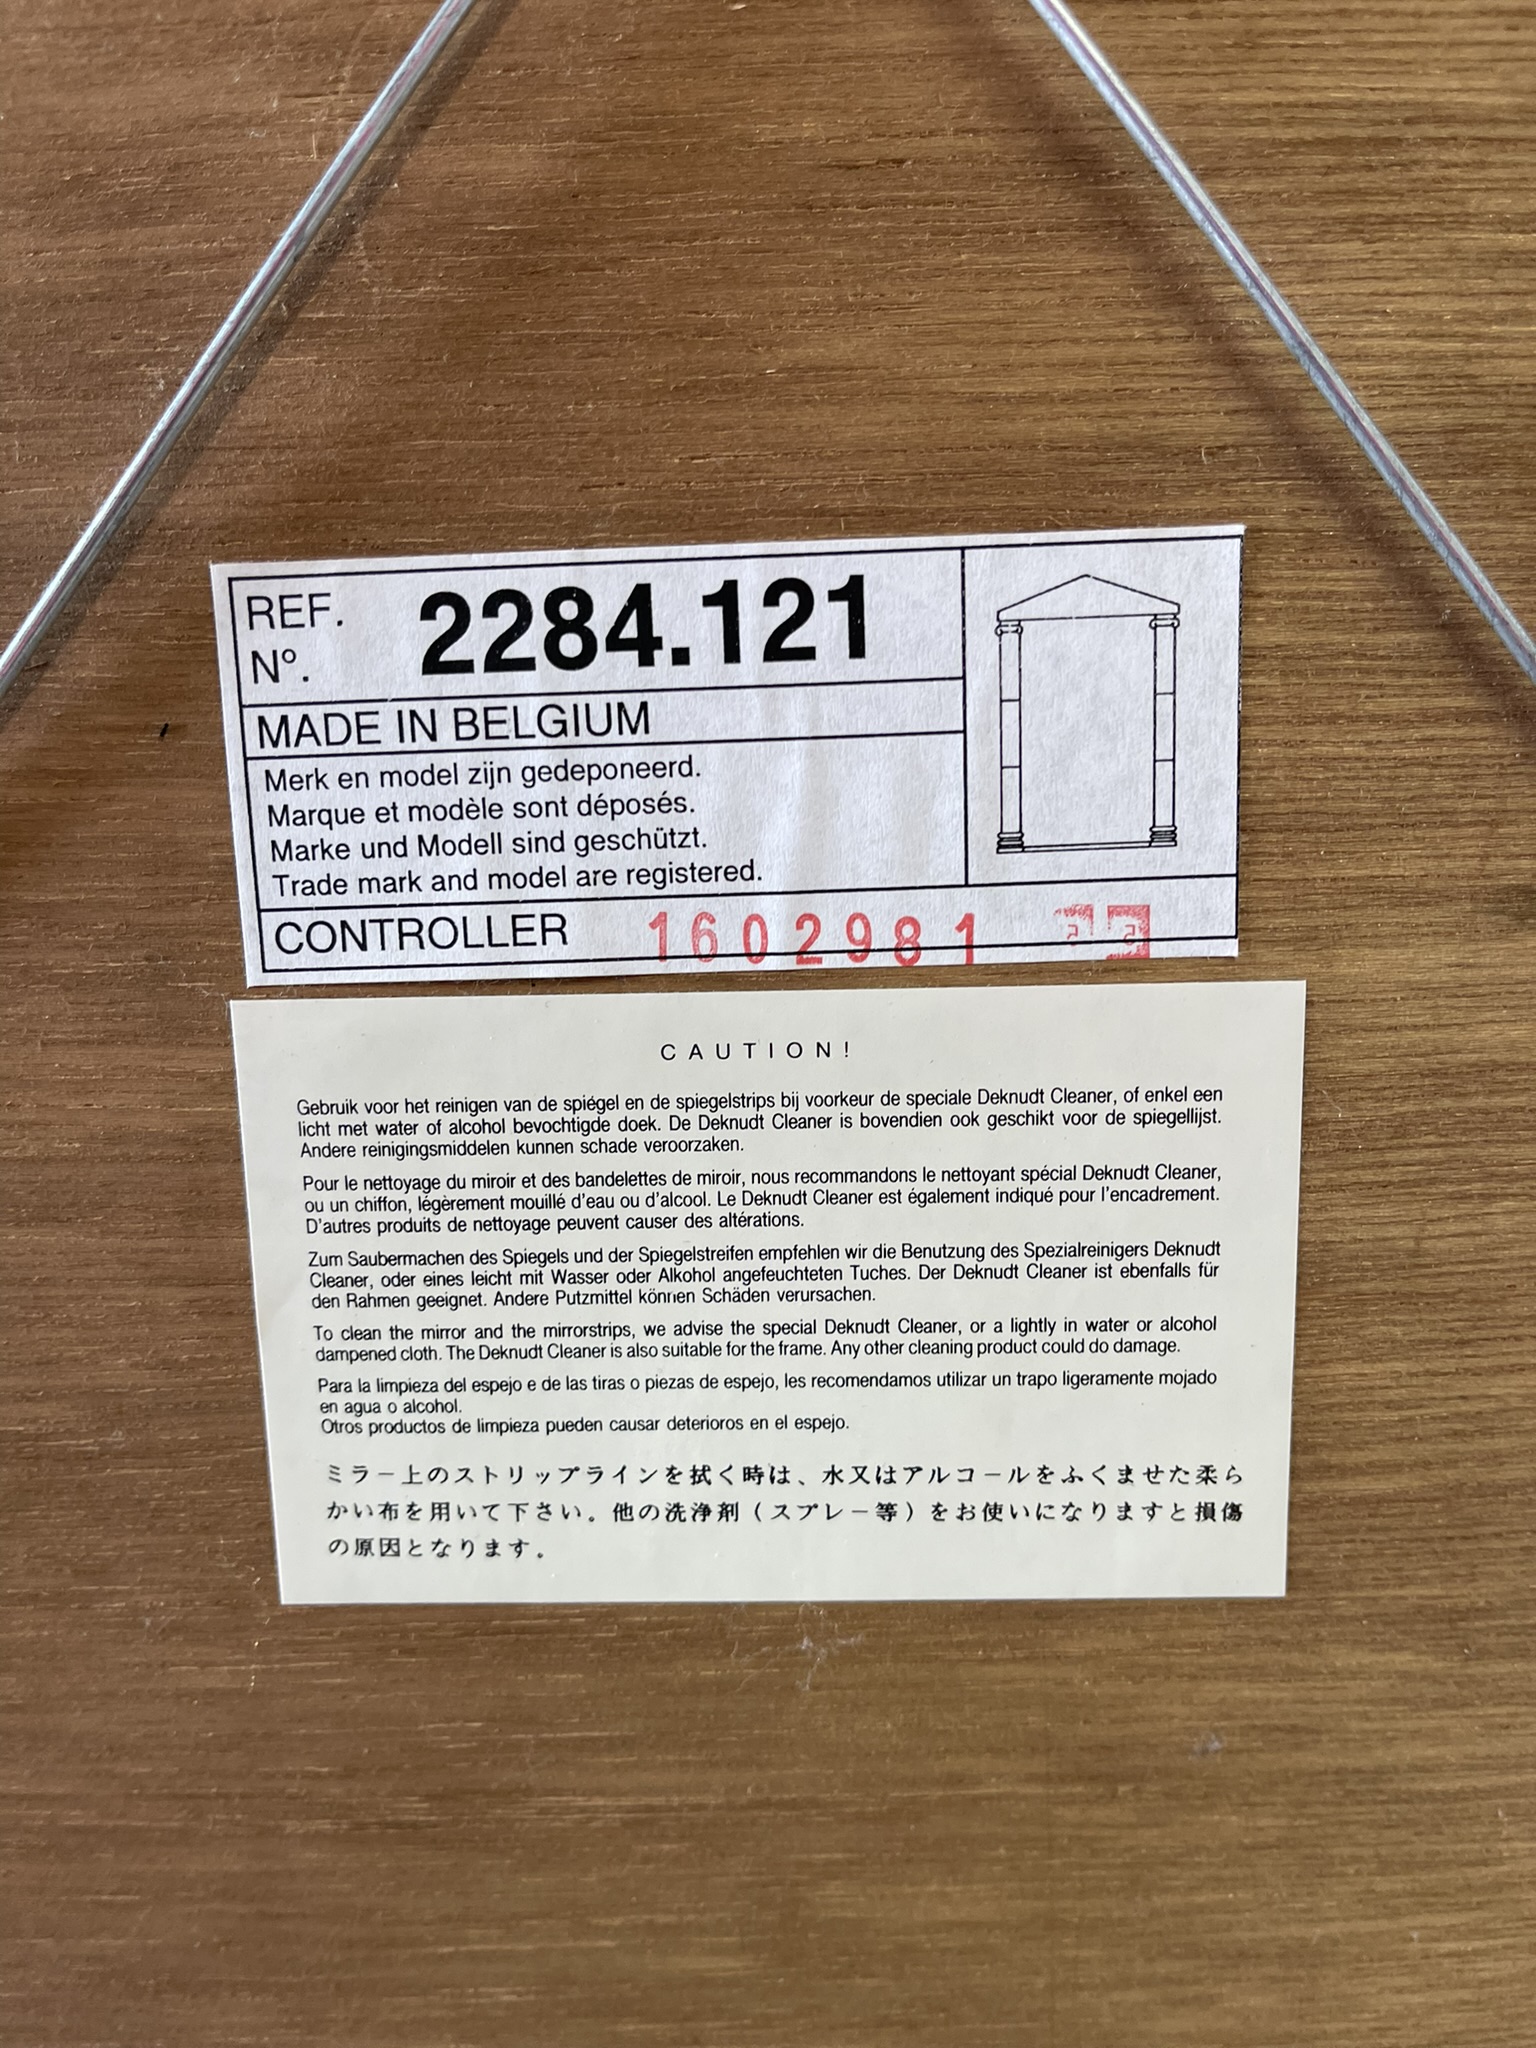 REF.
Nº.
2284.121
MADE IN BELGIUM
Merk en model zijn gedeponeerd.
Marque et modèle sont déposés.
Marke und Modell sind geschützt.
Trade mark and model are registered.
CONTROLLER 1602981
CAUTION!
Gebruik voor het reinigen van de spiegel en de spiegelstrips bij voorkeur de speciale Deknudt Cleaner, of enkel een
licht met water of alcohol bevochtigde doek. De Deknudt Cleaner is bovendien ook geschikt voor de spiegellijst.
Andere reinigingsmiddelen kunnen schade veroorzaken.
Pour le nettoyage du miroir et des bandelettes de miroir, nous recommandons le nettoyant spécial Deknudt Cleaner,
ou un chiffon, légèrement mouillé d'eau ou d'alcool. Le Deknudt Cleaner est également indiqué pour l'encadrement.
D'autres produits de nettoyage peuvent causer des altérations.
Zum Saubermachen des Spiegels und der Spiegelstreifen empfehlen wir die Benutzung des Spezialreinigers Deknudt
Cleaner, oder eines leicht mit Wasser oder Alkohol angefeuchteten Tuches. Der Deknudt Cleaner ist ebenfalls für
den Rahmen geeignet. Andere Putzmittel können Schäden verursachen.
To clean the mirror and the mirrorstrips, we advise the special Deknudt Cleaner, or a lightly in water or alcohol
dampened cloth. The Deknudt Cleaner is also suitable for the frame. Any other cleaning product could do damage.
Para la limpieza del espejo e de las tiras o piezas de espejo, les recomendamos utilizar un trapo ligeramente mojado
en agua o alcohol.
Otros productos de limpieza pueden causar deterioros en el espejo.
ミラー上のストリップラインを拭く時は、水又はアルコールをふくませた柔ら
かい布を用いて下さい。他の洗浄剤(スプレー等)をお使いになりますと損傷
の原因となります。